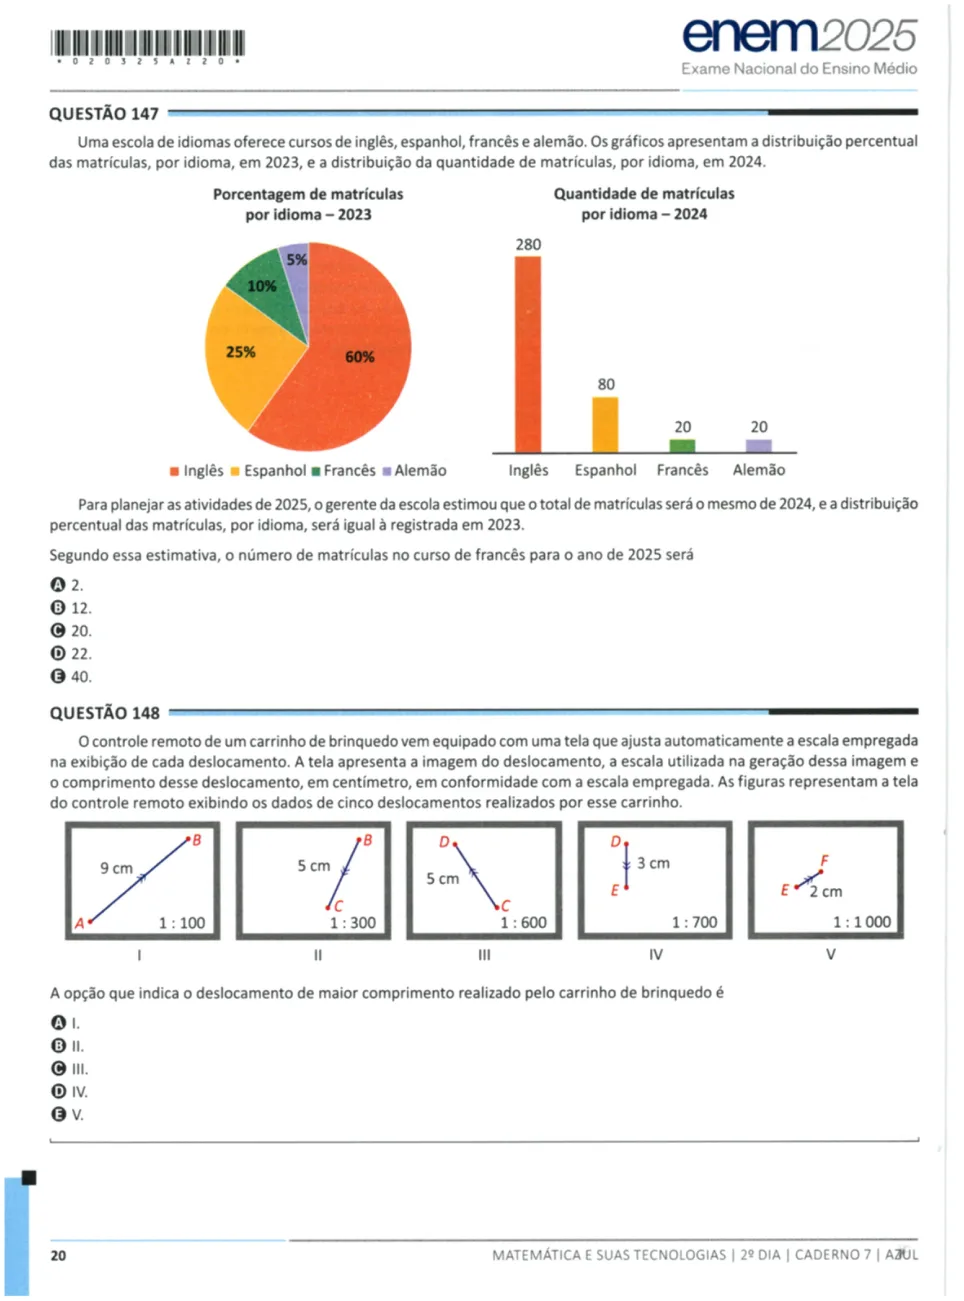 *020325AZ20*
enem2025
Exame Nacional do Ensino Médio
QUESTÃO 147
Uma escola de idiomas oferece cursos de inglês, espanhol, francês e alemão. Os gráficos apresentam a distribuição percentual
das matrículas, por idioma, em 2023, e a distribuição da quantidade de matrículas, por idioma, em 2024.
Porcentagem de matrículas
por idioma – 2023
5%
10%
25%
60%
Inglês Espanhol Francês Alemão
Quantidade de matrículas
por idioma – 2024
280
80
20
20
Inglês Espanhol Francês Alemão
Para planejar as atividades de 2025, o gerente da escola estimou que o total de matrículas será o mesmo de 2024, e a distribuição
percentual das matrículas, por idioma, será igual à registrada em 2023.
Segundo essa estimativa, o número de matrículas no curso de francês para o ano de 2025 será
A 2.
B 12.
C 20.
D 22.
E 40.
QUESTÃO 148
O controle remoto de um carrinho de brinquedo vem equipado com uma tela que ajusta automaticamente a escala empregada
na exibição de cada deslocamento. A tela apresenta a imagem do deslocamento, a escala utilizada na geração dessa imagem e
o comprimento desse deslocamento, em centímetro, em conformidade com a escala empregada. As figuras representam a tela
do controle remoto exibindo os dados de cinco deslocamentos realizados por esse carrinho.
B
9 cm
A
1 : 100
I
B
5 cm
C
1 : 300
II
D
5 cm
C
1 : 600
III
D
3 cm
E
1 : 700
IV
F
E
2 cm
1 : 1 000
V
A opção que indica o deslocamento de maior comprimento realizado pelo carrinho de brinquedo é
A I.
B II.
C III.
D IV.
E V.
20
MATEMÁTICA E SUAS TECNOLOGIAS | 2º DIA | CADERNO 7 | AZUL